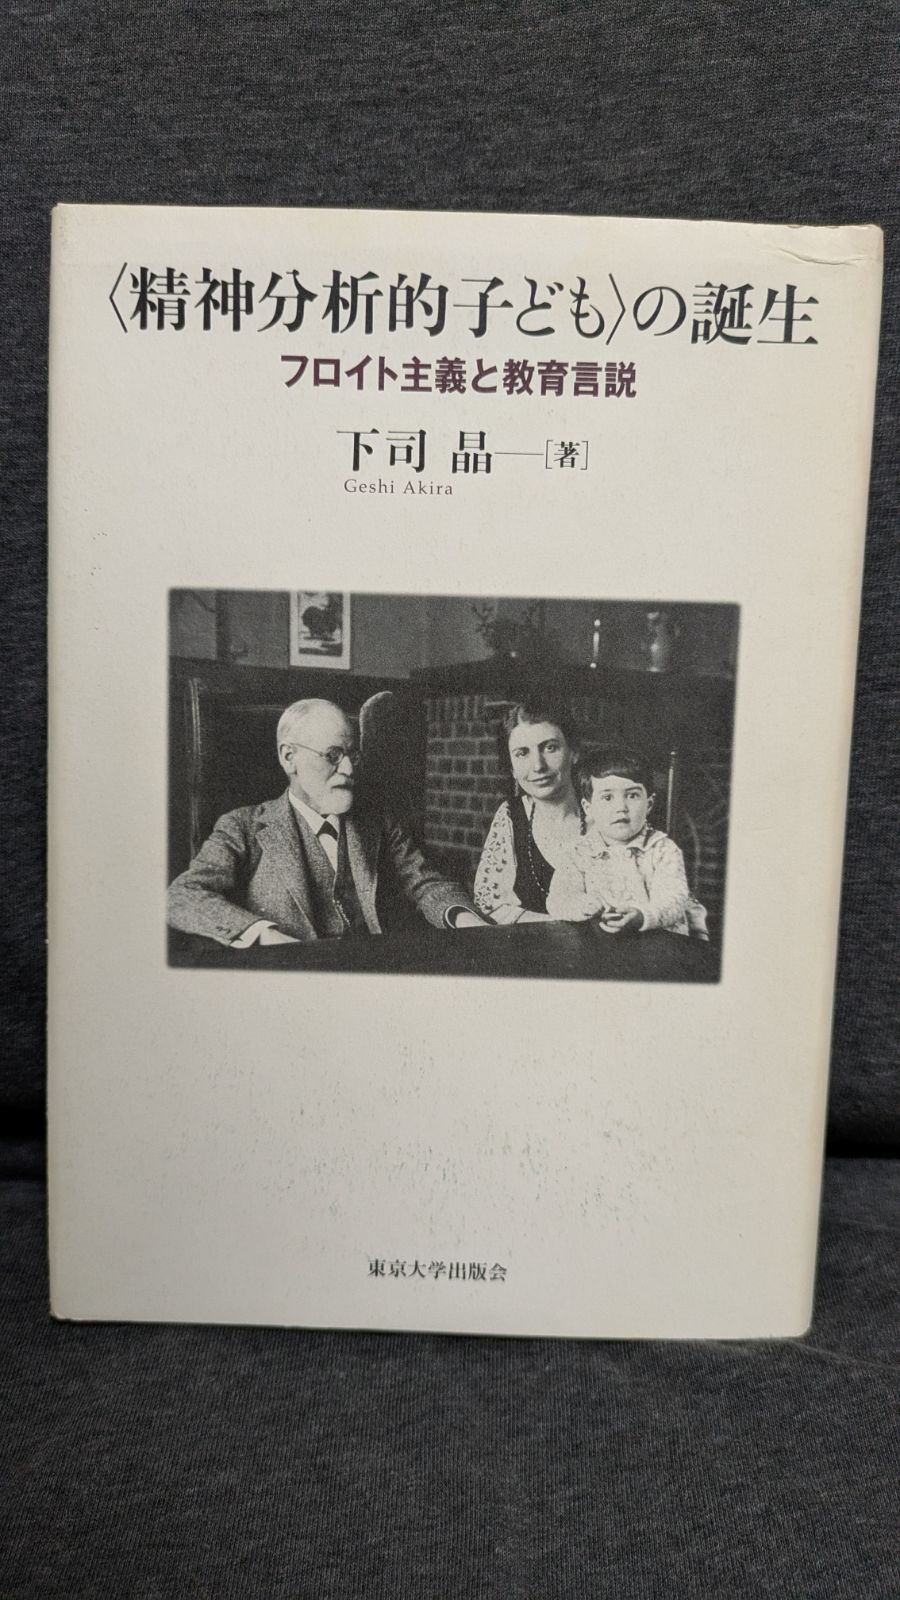 〈精神分析的子ども〉の誕生
フロイト主義と教育言説
下司 晶──[著]
Geshi Akira
東京大学出版会